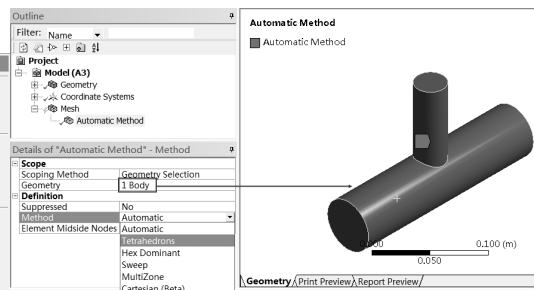 Outline
Filter: Name
Project
Model (A3)
Geometry
Coordinate Systems
Mesh
Automatic Method
Details of "Automatic Method" - Method
Scope
Scoping Method Geometry Selection
Geometry 1 Body
Definition
Suppressed No
Method Automatic
Element Midside Nodes Automatic
Tetrahedrons
Hex Dominant
Sweep
MultiZone
Cartesian (Beta)
Automatic Method
Automatic Method
0.000 0.100 (m)
0.050
Geometry Print Preview Report Preview